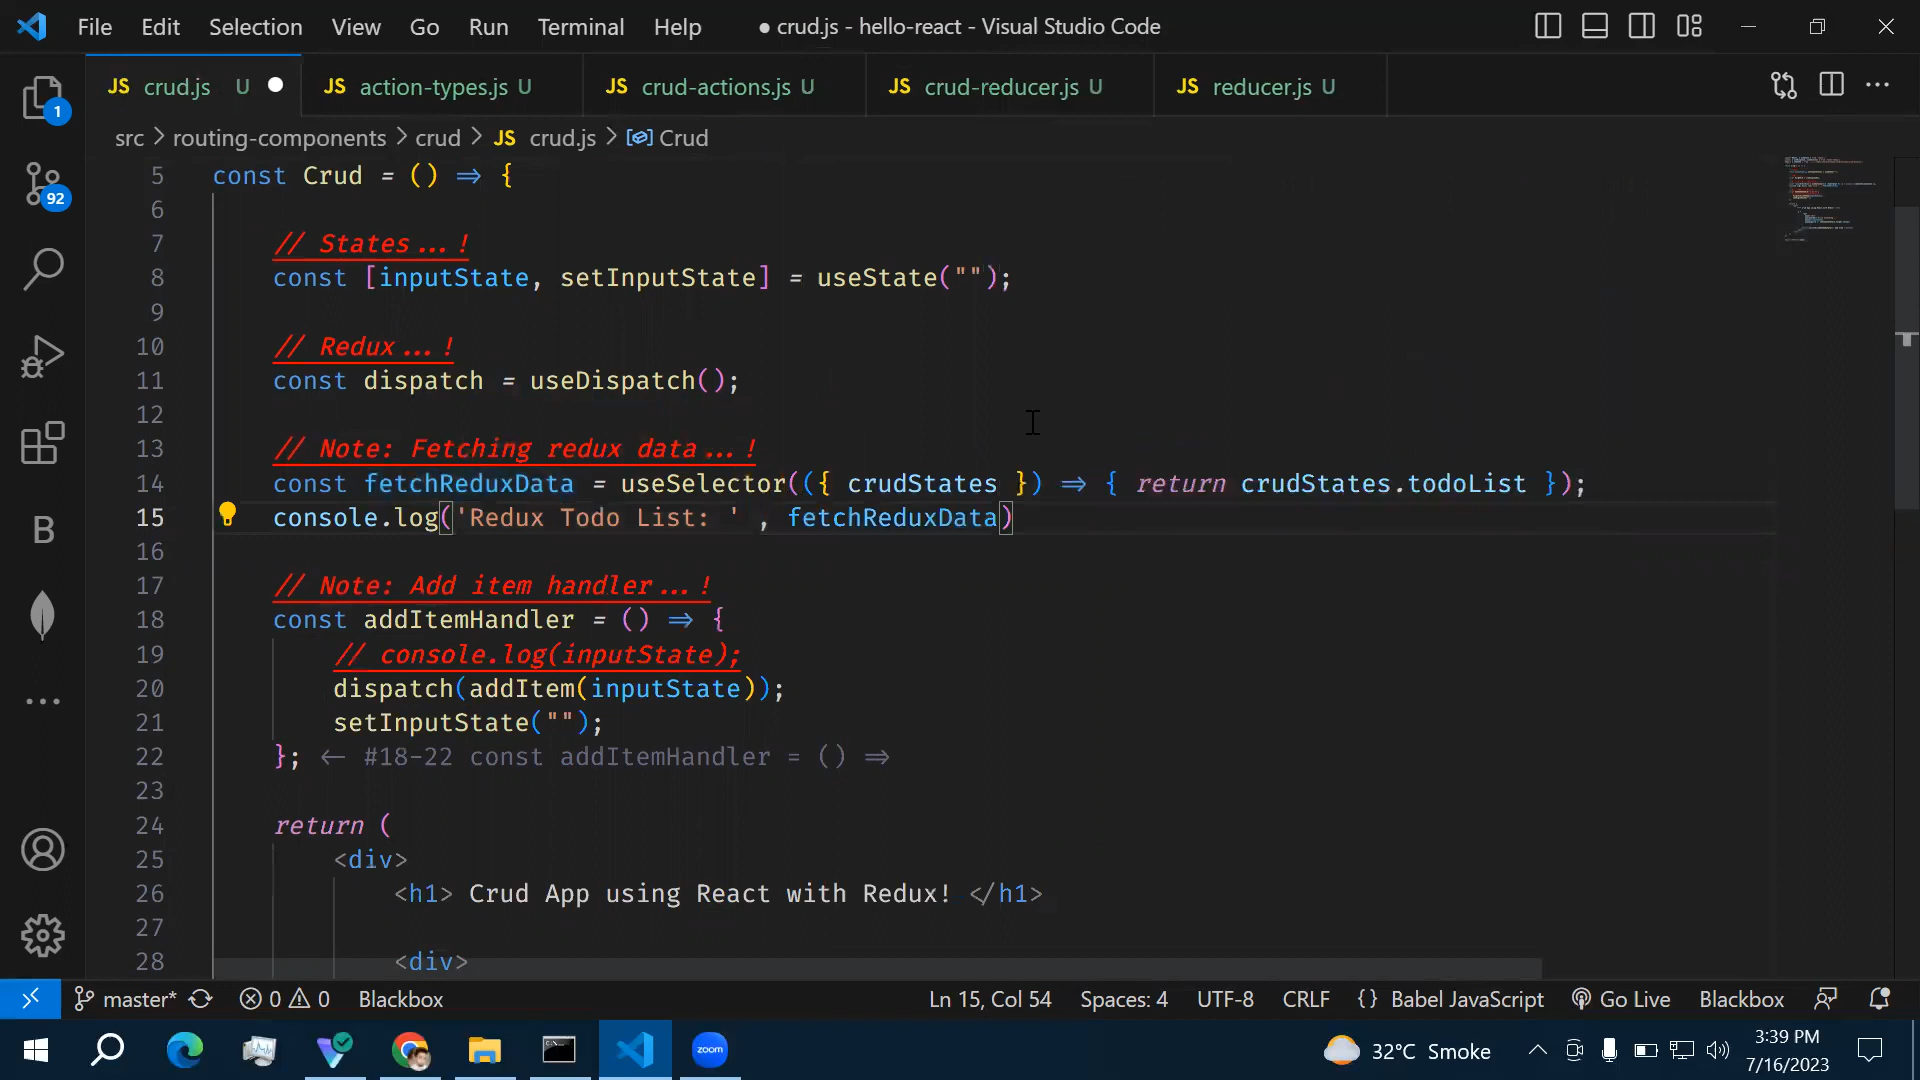 File Edit Selection View Go Run Terminal Help ● crud.js - hello-react - Visual Studio Code
JS crud.js U JS action-types.js U JS crud-actions.js U JS crud-reducer.js U JS reducer.js U
src > routing-components > crud > JS crud.js > Crud
5 const Crud = () => {
6
7 // States...!
8 const [inputState, setInputState] = useState("");
9
10 // Redux...!
11 const dispatch = useDispatch();
12
13 // Note: Fetching redux data...!
14 const fetchReduxData = useSelector(({ crudStates }) => { return crudStates.todoList });
15 console.log('Redux Todo List: ' , fetchReduxData)
16
17 // Note: Add item handler...!
18 const addItemHandler = () => {
19 // console.log(inputState);
20 dispatch(addItem(inputState));
21 setInputState("");
22 }; <- #18-22 const addItemHandler = () =>
23
24 return (
25 <div>
26 <h1> Crud App using React with Redux! </h1>
27
28 <div>
1
92
B
master* 0 0 Blackbox Ln 15, Col 54 Spaces: 4 UTF-8 CRLF {} Babel JavaScript Go Live Blackbox
zoom 32°C Smoke 3:39 PM
7/16/2023